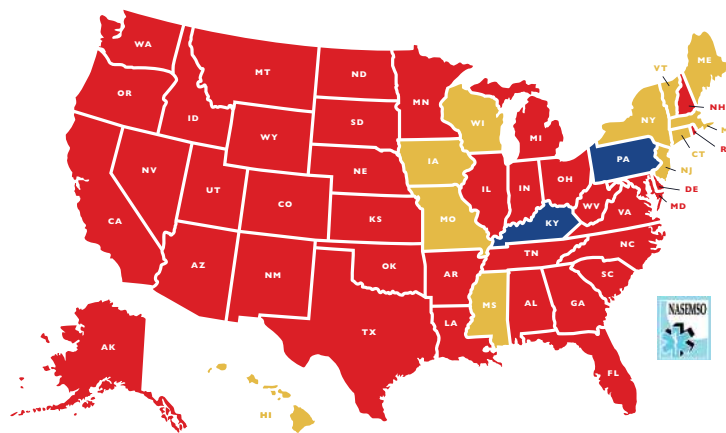 WA
OR
CA
NV
ID
MT
WY
UT
AZ
CO
NM
ND
SD
NE
KS
OK
TX
MN
IA
MO
AR
LA
WI
IL
MI
IN
OH
KY
TN
MS
AL
GA
FL
SC
NC
VA
WV
PA
NY
VT
ME
NH
M
R
CT
NJ
DE
MD
AK
HI
NASEMSO